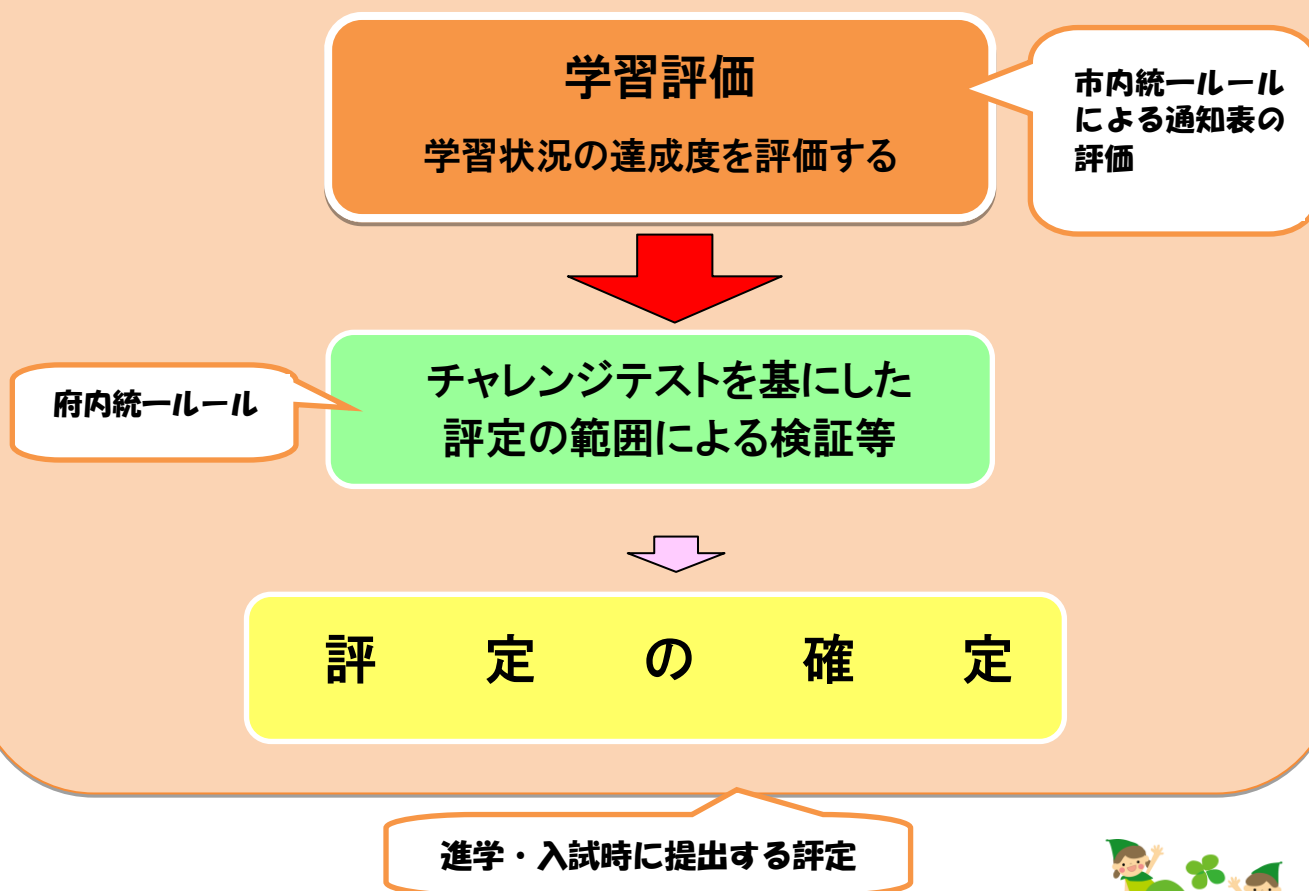 学習評価
学習状況の達成度を評価する
市内統一ルール
による通知表の
評価
府内統一ルール
チャレンジテストを基にした
評定の範囲による検証等
評定の確定
進学・入試時に提出する評定